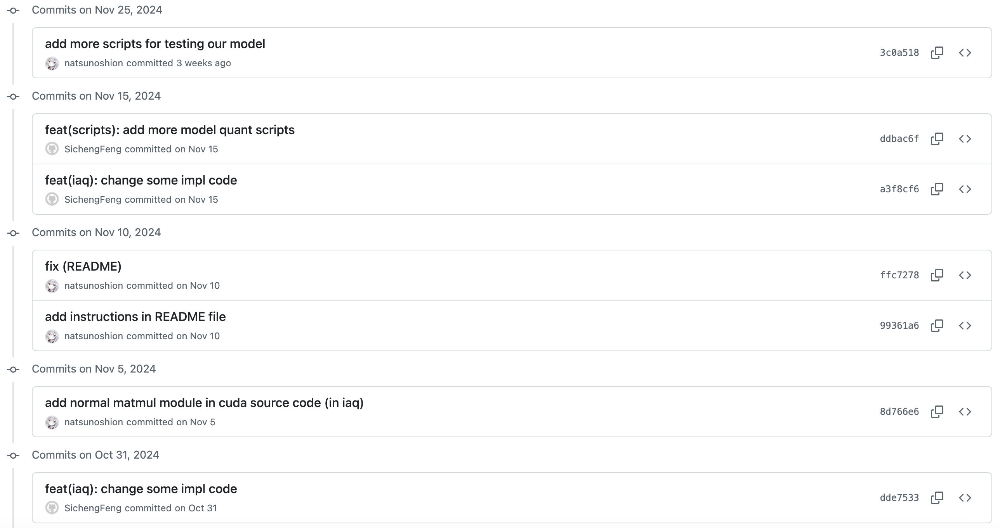 Commits on Nov 25, 2024
add more scripts for testing our model
natsunoshion committed 3 weeks ago
3c0a518
Commits on Nov 15, 2024
feat(scripts): add more model quant scripts
SichengFeng committed on Nov 15
ddbac6f
feat(iaq): change some impl code
SichengFeng committed on Nov 15
a3f8cf6
Commits on Nov 10, 2024
fix (README)
natsunoshion committed on Nov 10
ffc7278
add instructions in README file
natsunoshion committed on Nov 10
99361a6
Commits on Nov 5, 2024
add normal matmul module in cuda source code (in iaq)
natsunoshion committed on Nov 5
8d766e6
Commits on Oct 31, 2024
feat(iaq): change some impl code
SichengFeng committed on Oct 31
dde7533